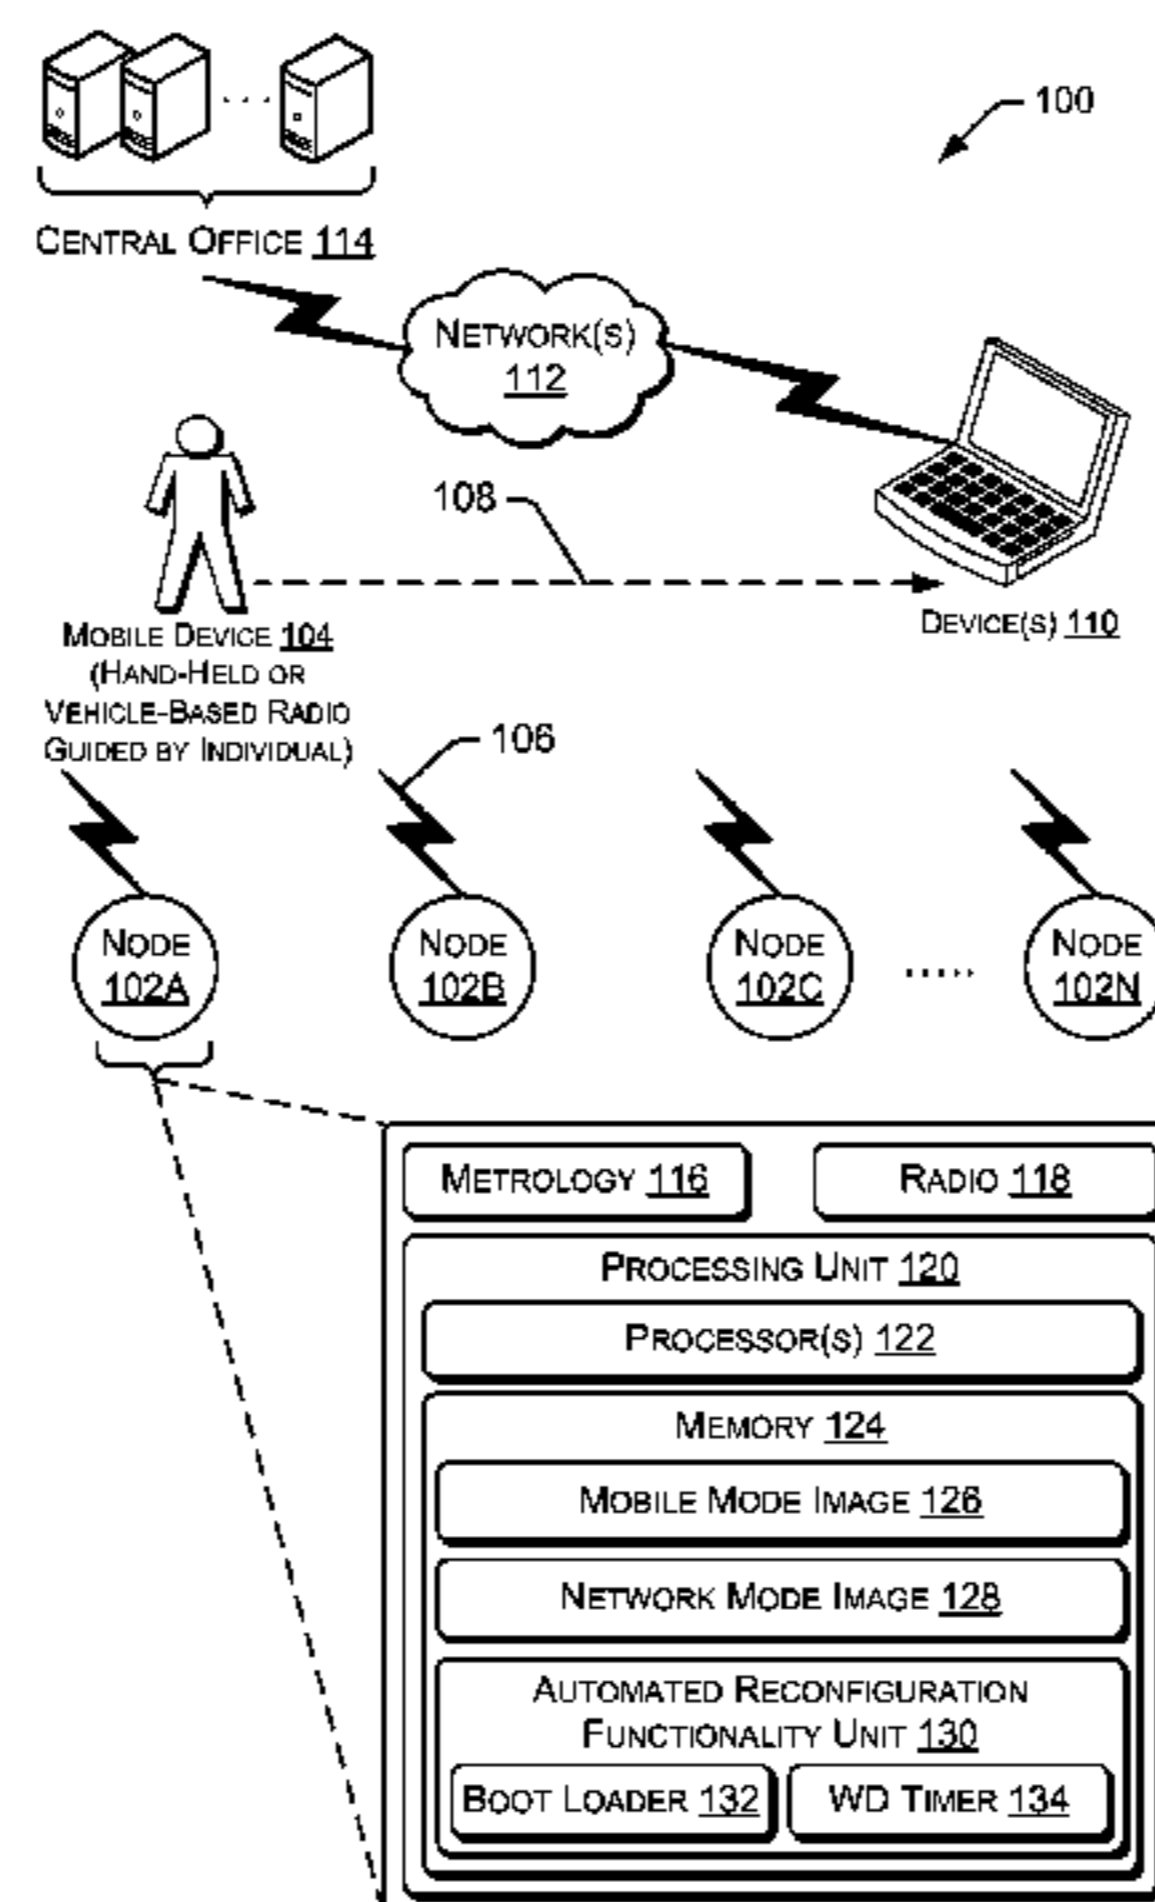 100
CENTRAL OFFICE 114
NETWORK(S)
112
108
MOBILE DEVICE 104
(HAND-HELD OR
VEHICLE-BASED RADIO
GUIDED BY INDIVIDUAL)
DEVICE(S) 110
106
NODE
102A
NODE
102B
NODE
102C
.....
NODE
102N
METROLOGY 116
RADIO 118
PROCESSING UNIT 120
PROCESSOR(S) 122
MEMORY 124
MOBILE MODE IMAGE 126
NETWORK MODE IMAGE 128
AUTOMATED RECONFIGURATION
FUNCTIONALITY UNIT 130
BOOT LOADER 132
WD TIMER 134